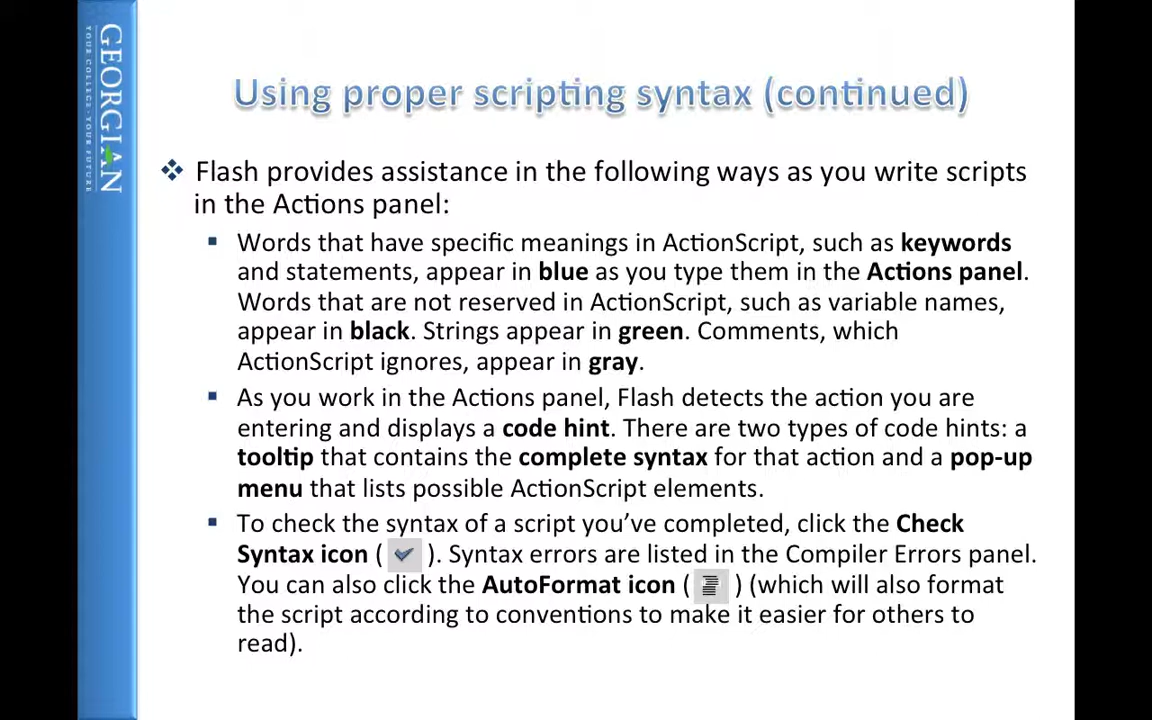 GEORGIAN
YOUR COLLEGE · YOUR FUTURE
Using proper scripting syntax (continued)
Flash provides assistance in the following ways as you write scripts
in the Actions panel:
Words that have specific meanings in ActionScript, such as keywords
and statements, appear in blue as you type them in the Actions panel.
Words that are not reserved in ActionScript, such as variable names,
appear in black. Strings appear in green. Comments, which
ActionScript ignores, appear in gray.
As you work in the Actions panel, Flash detects the action you are
entering and displays a code hint. There are two types of code hints: a
tooltip that contains the complete syntax for that action and a pop-up
menu that lists possible ActionScript elements.
To check the syntax of a script you’ve completed, click the Check
Syntax icon ( ). Syntax errors are listed in the Compiler Errors panel.
You can also click the AutoFormat icon ( ) (which will also format
the script according to conventions to make it easier for others to
read).